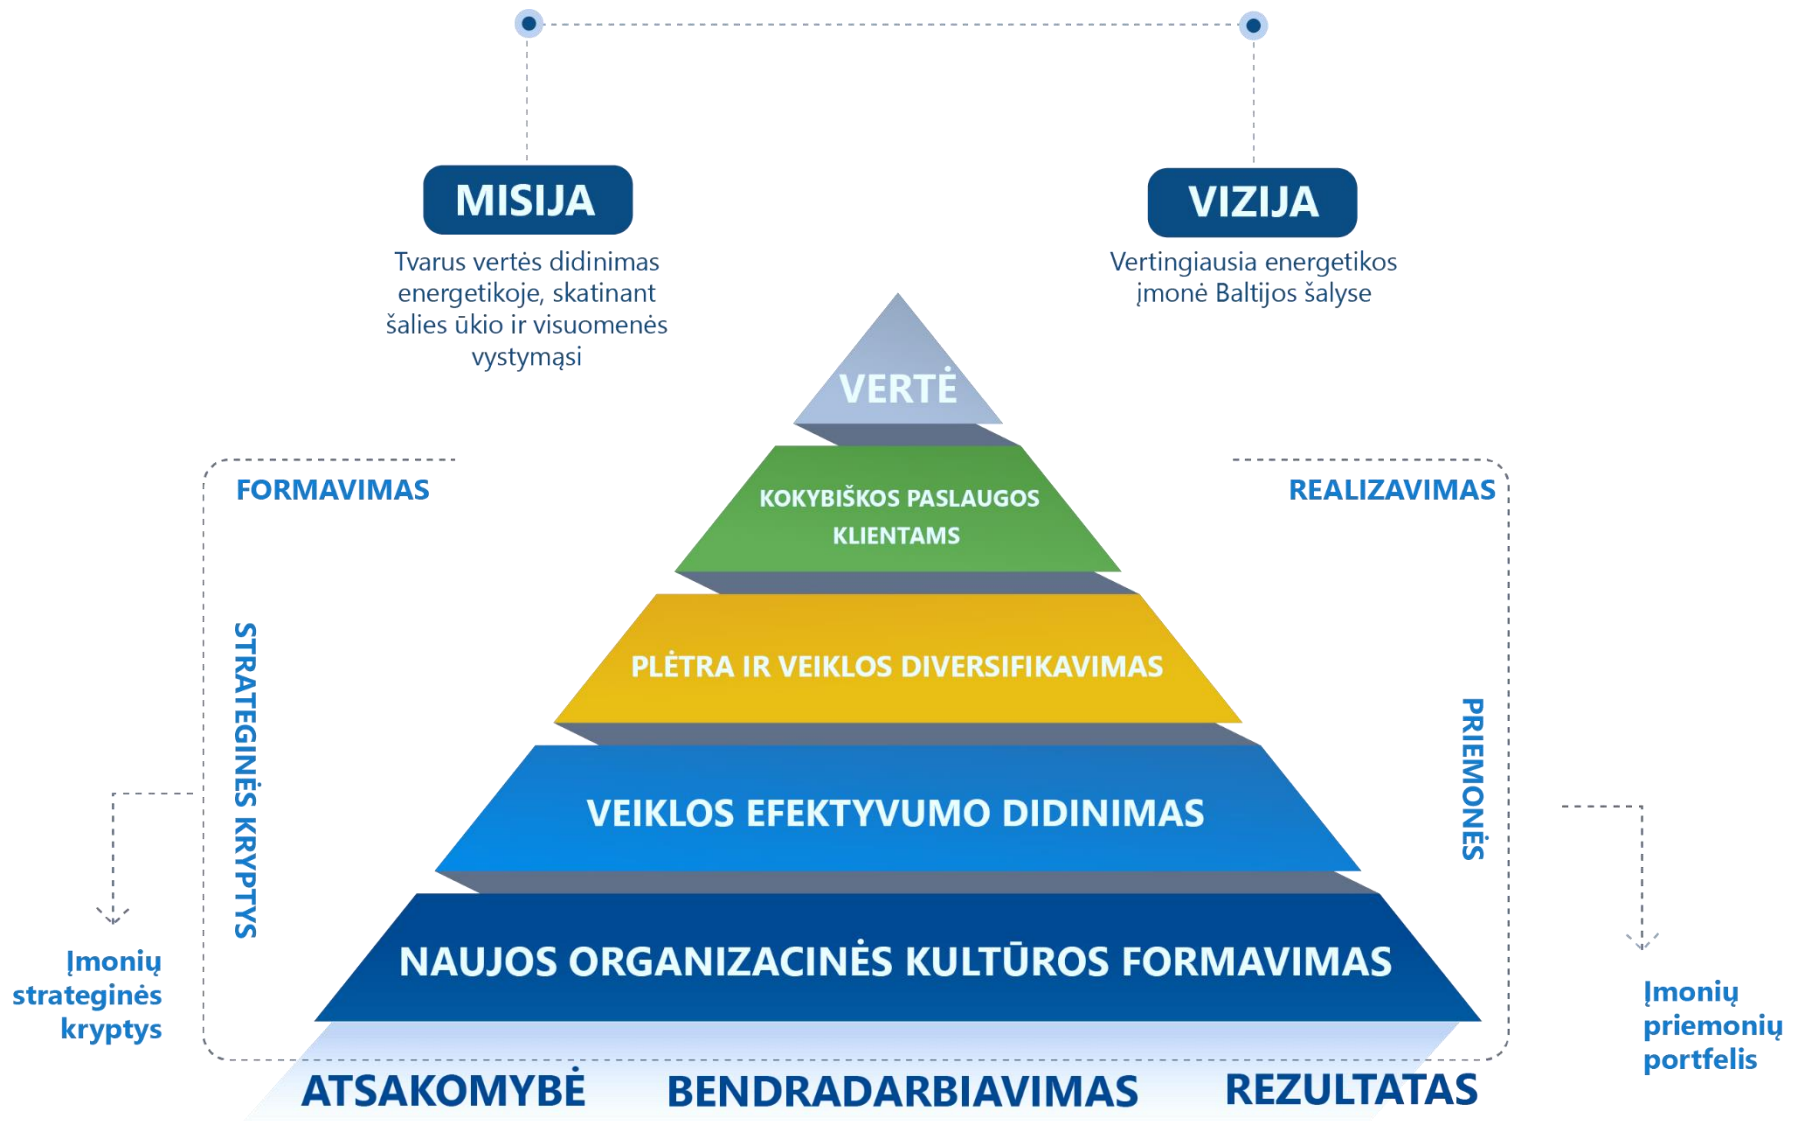 MISIJA
Tvarus vertės didinimas
energetikoje, skatinant
šalies ūkio ir visuomenės
vystymąsi
VIZIJA
Vertingiausia energetikos
įmonė Baltijos šalyse
VERTĖ
KOKYBIŠKOS PASLAUGOS
KLIENTAMS
PLĖTRA IR VEIKLOS DIVERSIFIKAVIMAS
VEIKLOS EFEKTYVUMO DIDINIMAS
NAUJOS ORGANIZACINĖS KULTŪROS FORMAVIMAS
FORMAVIMAS
STRATEGINĖS KRYPTYS
Įmonių
strateginės
kryptys
REALIZAVIMAS
PRIEMONĖS
Įmonių
priemonių
portfelis
ATSAKOMYBĖ
BENDRADARBIAVIMAS
REZULTATAS